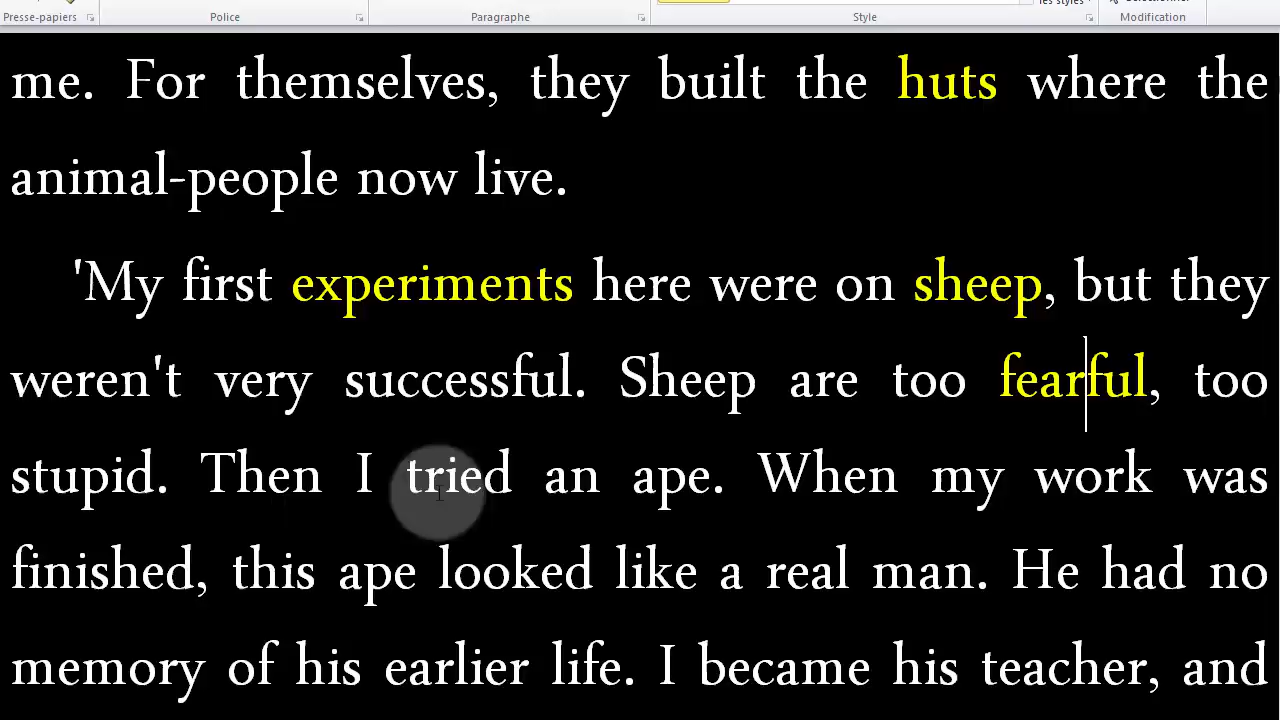 Presse-papiers Police Paragraphe Style Modification
me. For themselves, they built the huts where the
animal-people now live.
'My first experiments here were on sheep, but they
weren't very successful. Sheep are too fearful, too
stupid. Then I tried an ape. When my work was
finished, this ape looked like a real man. He had no
memory of his earlier life. I became his teacher, and